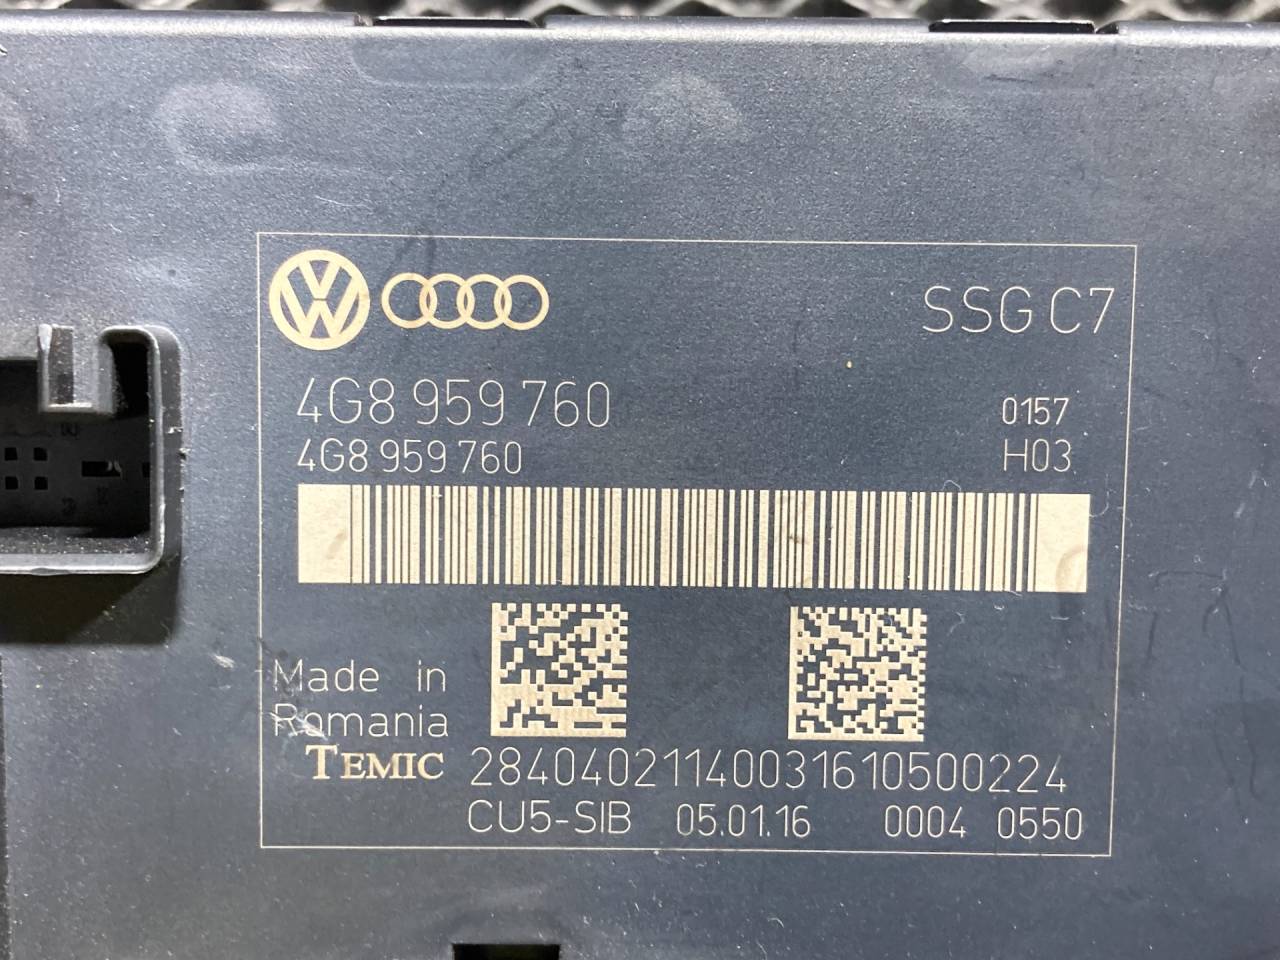 VW SSG C7
4G8 959 760 0157
4G8 959 760 H03
Made in
Romania
TEMIC 28404021140031610500224
CU5-SIB 05.01.16 0004 0550